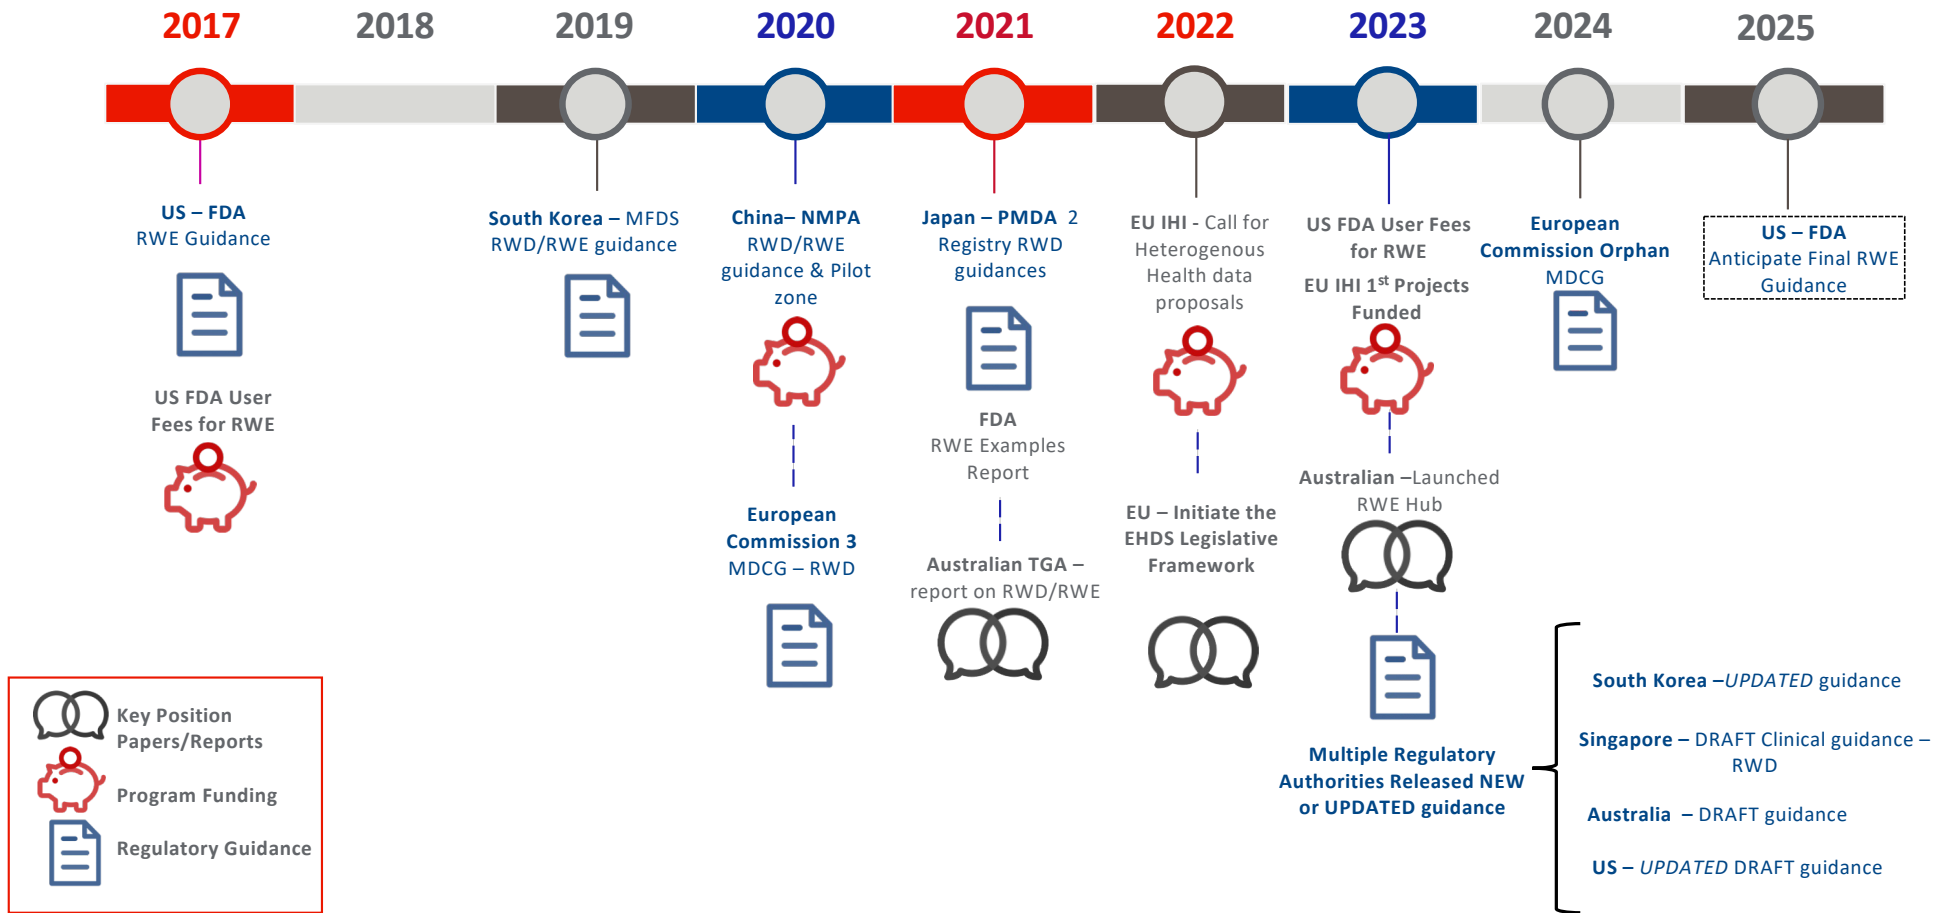 2017
2018
2019
2020
2021
2022
2023
2024
2025
US – FDA
RWE Guidance
US FDA User
Fees for RWE
South Korea – MFDS
RWD/RWE guidance
China– NMPA
RWD/RWE
guidance & Pilot
zone
European
Commission 3
MDCG – RWD
Japan – PMDA 2
Registry RWD
guidances
FDA
RWE Examples
Report
Australian TGA –
report on RWD/RWE
EU IHI - Call for
Heterogenous
Health data
proposals
EU – Initiate the
EHDS Legislative
Framework
US FDA User Fees
for RWE
EU IHI 1st Projects
Funded
Australian –Launched
RWE Hub
Multiple Regulatory
Authorities Released NEW
or UPDATED guidance
European
Commission Orphan
MDCG
US – FDA
Anticipate Final RWE
Guidance
South Korea –UPDATED guidance
Singapore – DRAFT Clinical guidance –
RWD
Australia – DRAFT guidance
US – UPDATED DRAFT guidance
Key Position
Papers/Reports
Program Funding
Regulatory Guidance